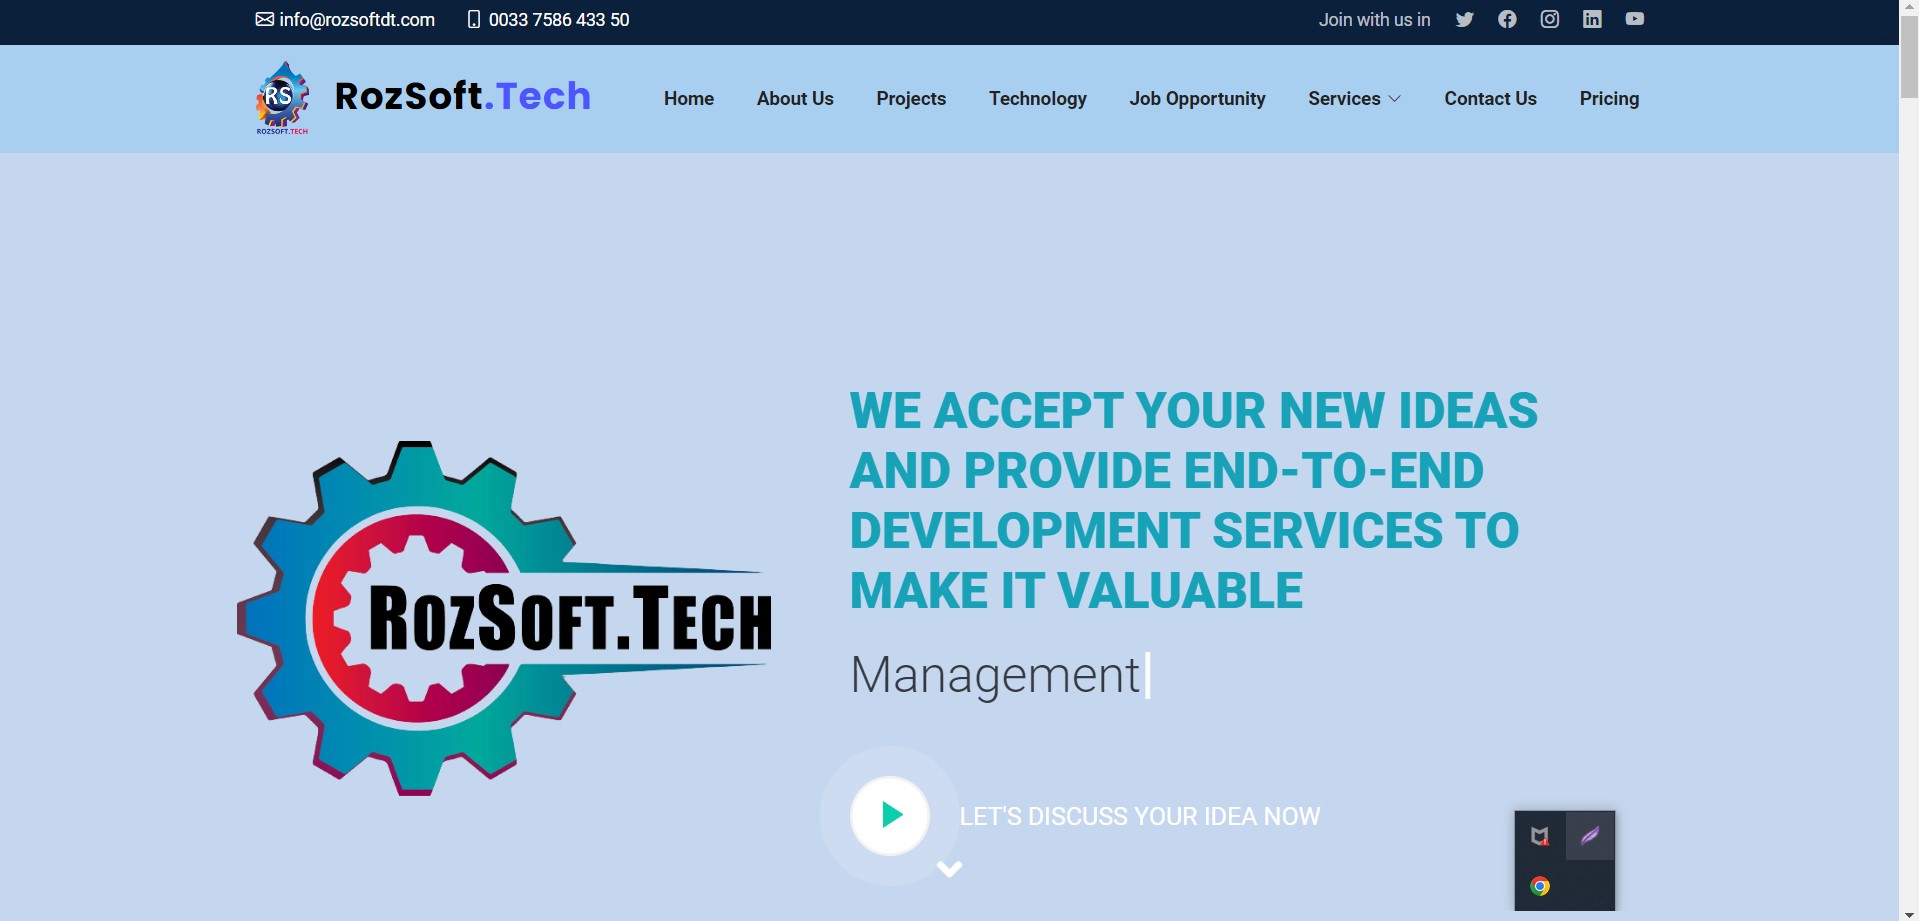 info@rozsoftdt.com 0033 7586 433 50 Join with us in
RS
ROZSOFT.TECH
RozSoft.Tech Home About Us Projects Technology Job Opportunity Services Contact Us Pricing
WE ACCEPT YOUR NEW IDEAS
AND PROVIDE END-TO-END
DEVELOPMENT SERVICES TO
MAKE IT VALUABLE
ROZSOFT.TECH
Management
LET'S DISCUSS YOUR IDEA NOW